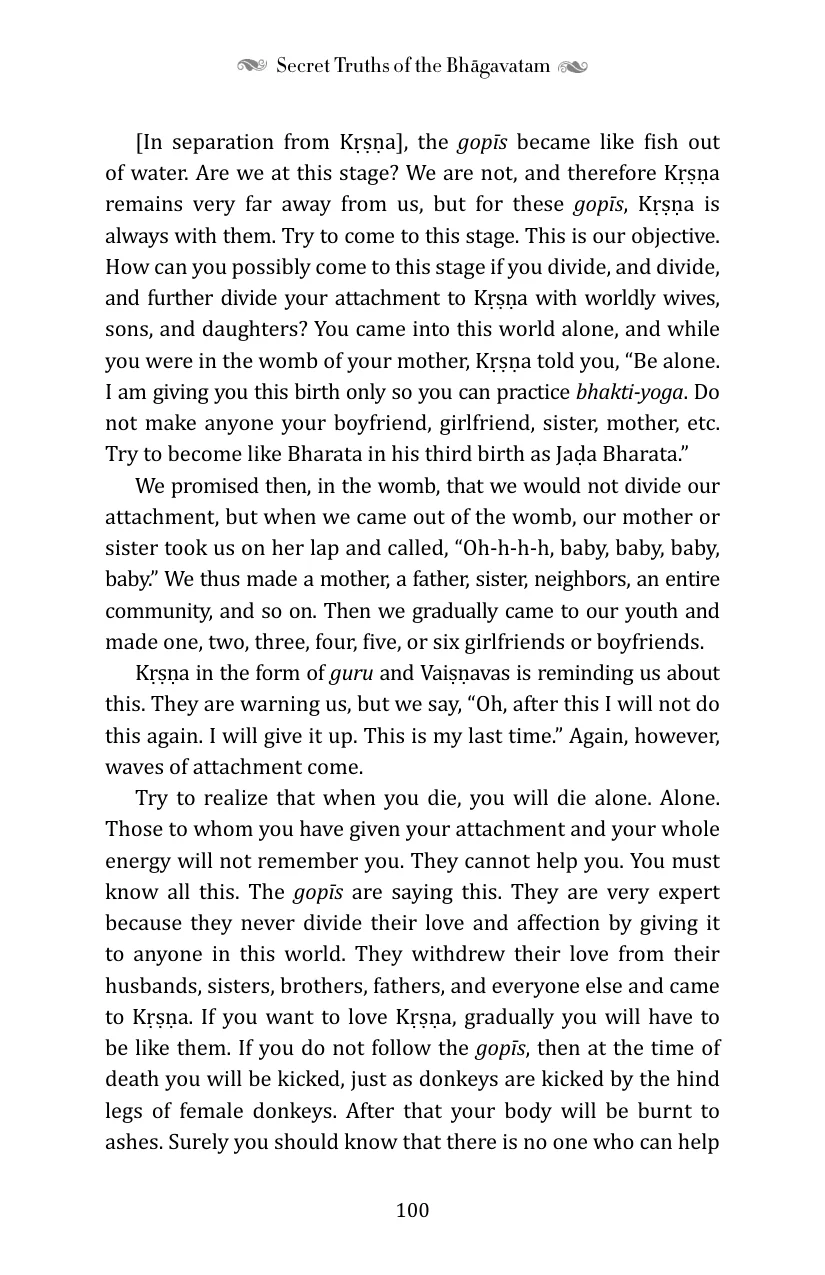 Secret Truths of the Bhāgavatam
[In separation from Kṛṣṇa], the gopīs became like fish out
of water. Are we at this stage? We are not, and therefore Kṛṣṇa
remains very far away from us, but for these gopīs, Kṛṣṇa is
always with them. Try to come to this stage. This is our objective.
How can you possibly come to this stage if you divide, and divide,
and further divide your attachment to Kṛṣṇa with worldly wives,
sons, and daughters? You came into this world alone, and while
you were in the womb of your mother, Kṛṣṇa told you, “Be alone.
I am giving you this birth only so you can practice bhakti-yoga. Do
not make anyone your boyfriend, girlfriend, sister, mother, etc.
Try to become like Bharata in his third birth as Jaḍa Bharata.”
We promised then, in the womb, that we would not divide our
attachment, but when we came out of the womb, our mother or
sister took us on her lap and called, “Oh-h-h-h, baby, baby, baby,
baby.” We thus made a mother, a father, sister, neighbors, an entire
community, and so on. Then we gradually came to our youth and
made one, two, three, four, five, or six girlfriends or boyfriends.
Kṛṣṇa in the form of guru and Vaiṣṇavas is reminding us about
this. They are warning us, but we say, “Oh, after this I will not do
this again. I will give it up. This is my last time.” Again, however,
waves of attachment come.
Try to realize that when you die, you will die alone. Alone.
Those to whom you have given your attachment and your whole
energy will not remember you. They cannot help you. You must
know all this. The gopīs are saying this. They are very expert
because they never divide their love and affection by giving it
to anyone in this world. They withdrew their love from their
husbands, sisters, brothers, fathers, and everyone else and came
to Kṛṣṇa. If you want to love Kṛṣṇa, gradually you will have to
be like them. If you do not follow the gopīs, then at the time of
death you will be kicked, just as donkeys are kicked by the hind
legs of female donkeys. After that your body will be burnt to
ashes. Surely you should know that there is no one who can help
100